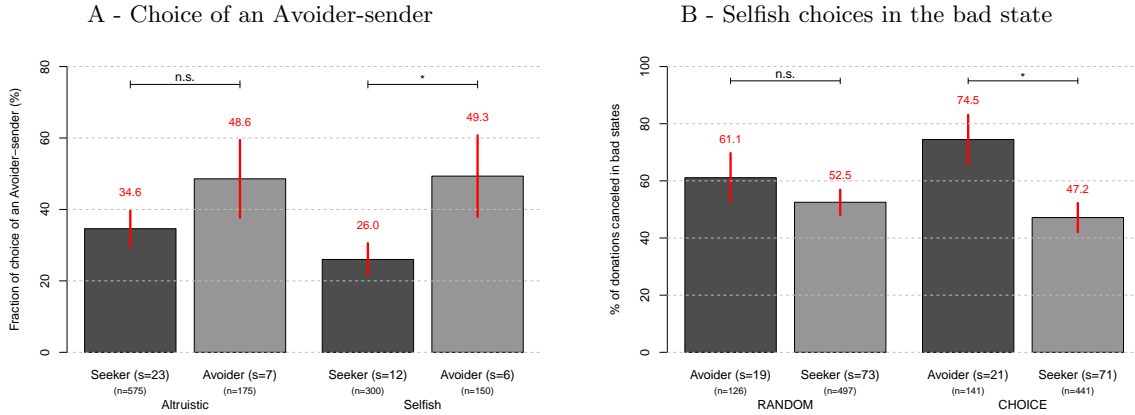 A - Choice of an Avoider-sender
Fraction of choice of an Avoider−sender (%)
80
60
40
20
0
n.s.
*
34.6
48.6
26.0
49.3
Seeker (s=23)
(n=575)
Avoider (s=7)
(n=175)
Seeker (s=12)
(n=300)
Avoider (s=6)
(n=150)
Altruistic
Selfish
B - Selfish choices in the bad state
% of donations canceled in bad states
100
80
60
40
20
0
n.s.
*
61.1
52.5
74.5
47.2
Avoider (s=19)
(n=126)
Seeker (s=73)
(n=497)
Avoider (s=21)
(n=141)
Seeker (s=71)
(n=441)
RANDOM
CHOICE